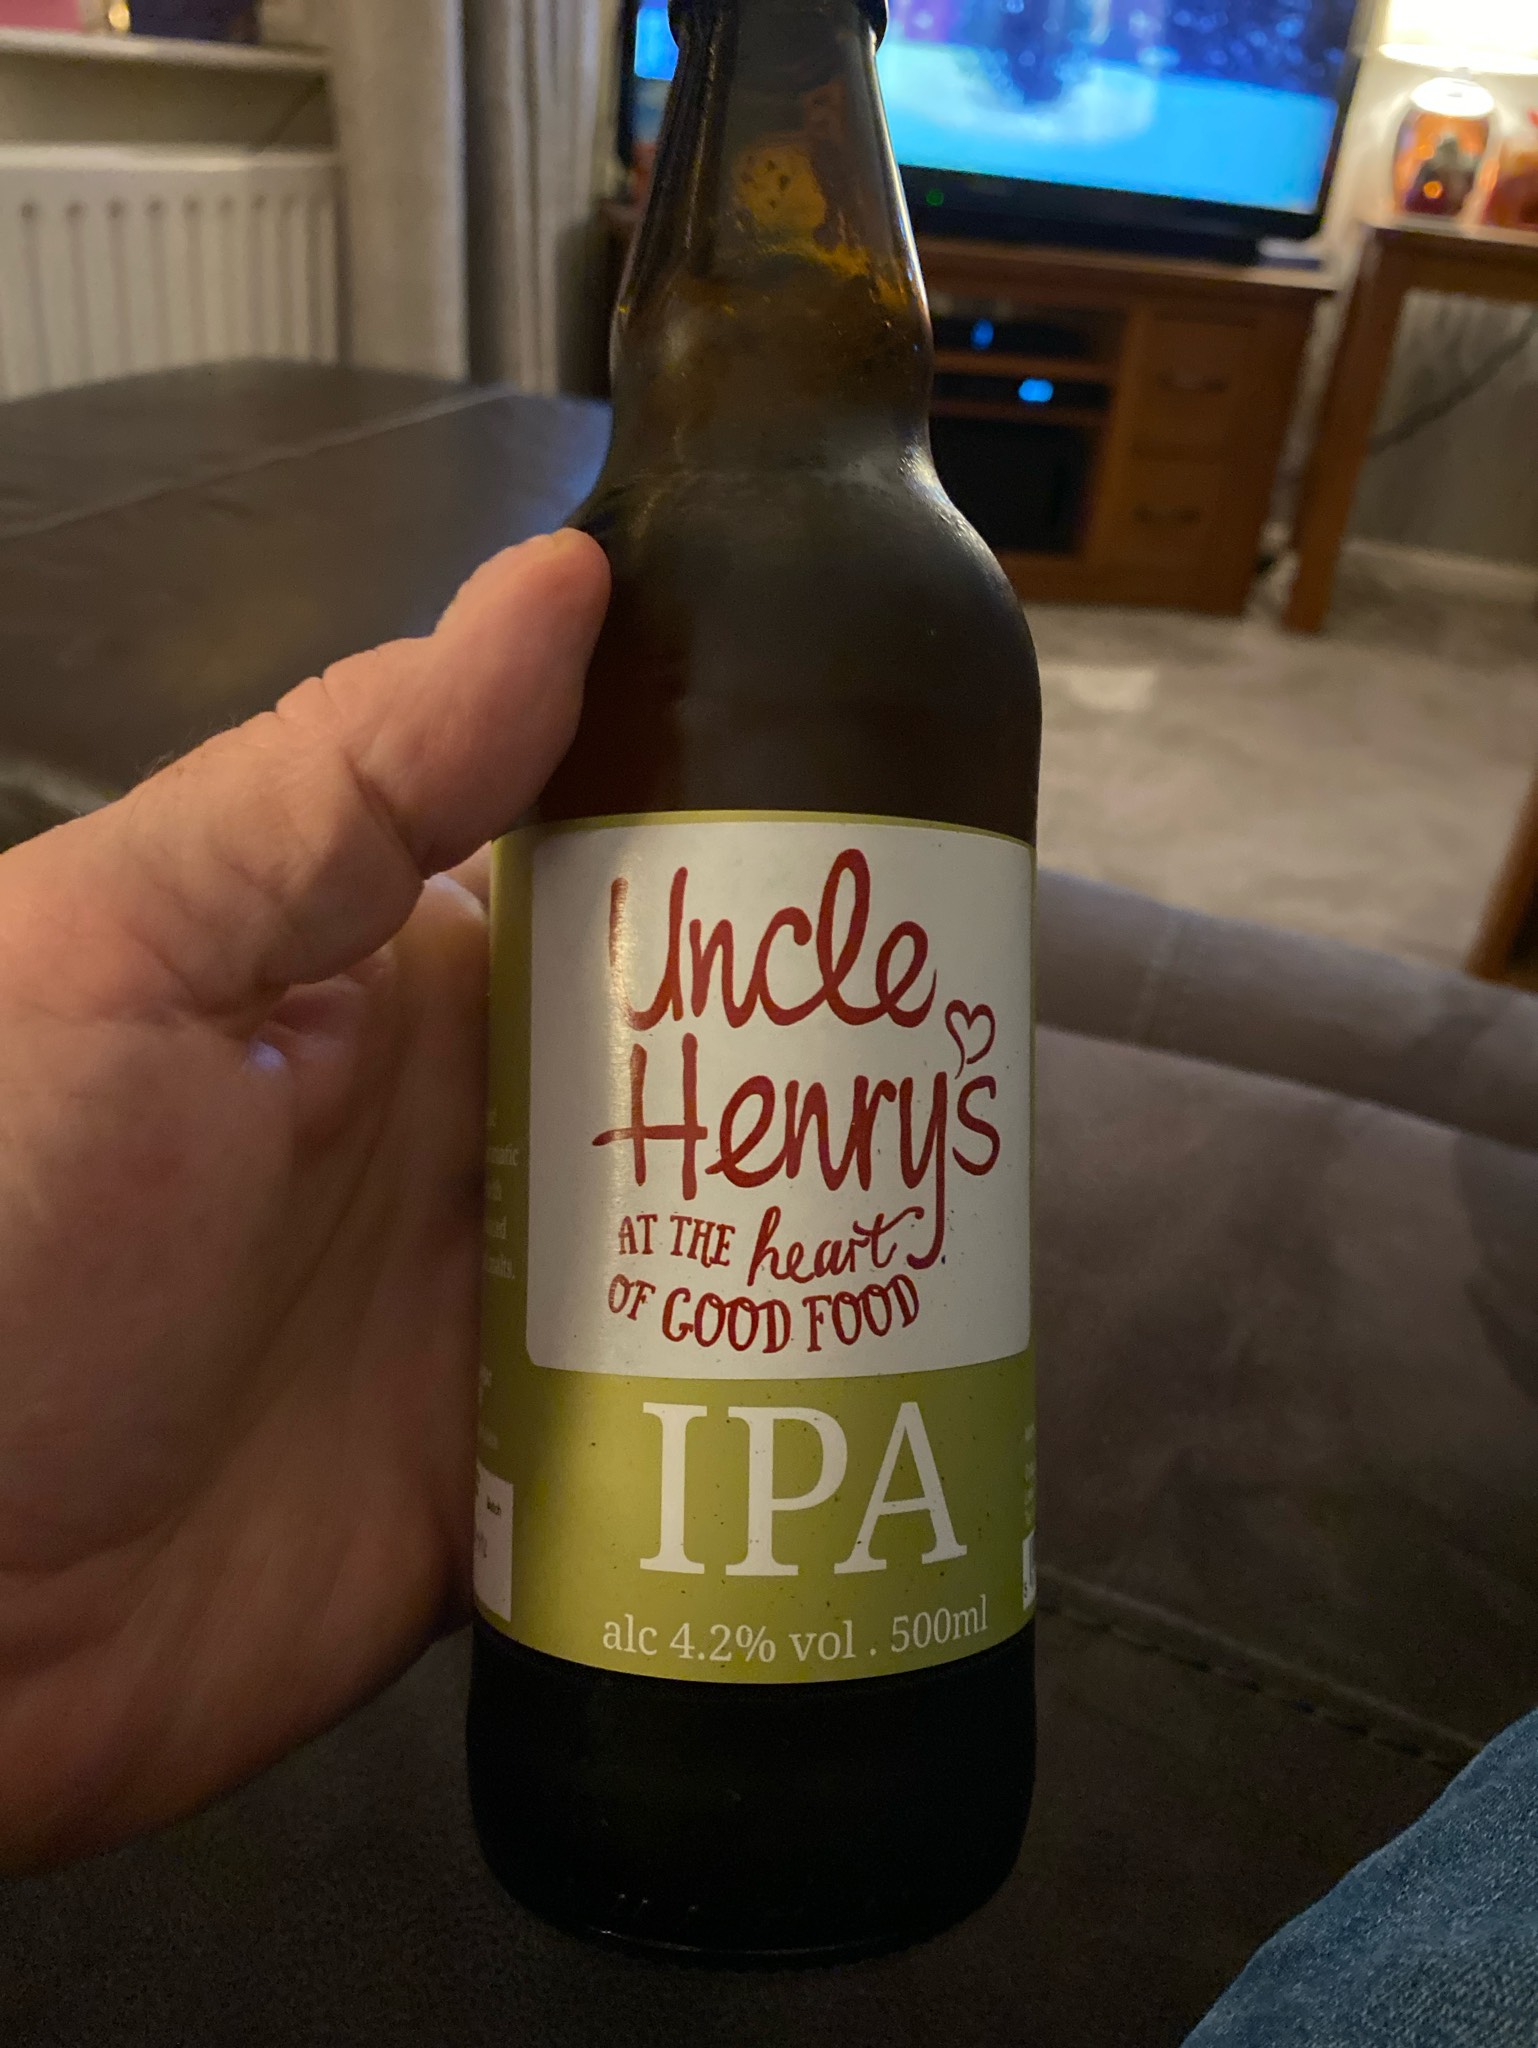 Uncle
Henry's
AT THE heart
OF GOOD FOOD
IPA
alc 4.2% vol . 500ml